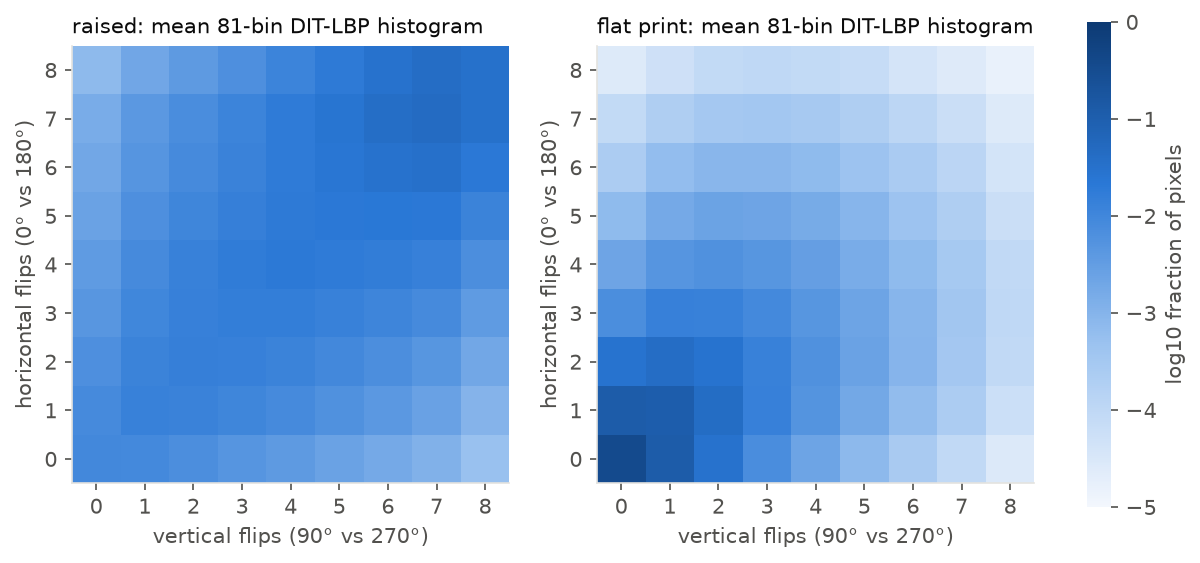 raised: mean 81-bin DIT-LBP histogram
horizontal flips (0° vs 180°)
8
7
6
5
4
3
2
1
0
0 1 2 3 4 5 6 7 8
vertical flips (90° vs 270°)
flat print: mean 81-bin DIT-LBP histogram
horizontal flips (0° vs 180°)
8
7
6
5
4
3
2
1
0
0 1 2 3 4 5 6 7 8
vertical flips (90° vs 270°)
0
−1
−2
−3
−4
−5
log10 fraction of pixels